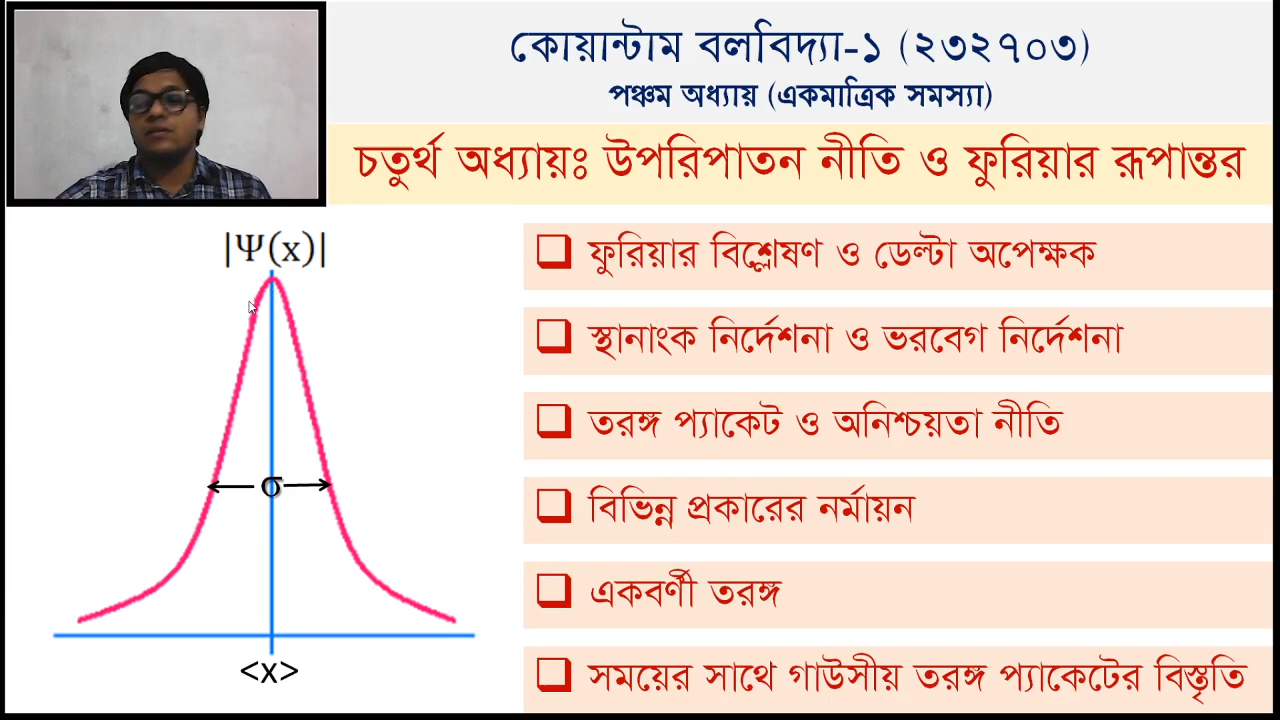 কোয়ান্টাম বলবিদ্যা-১ (২৩২৭০৩)
পঞ্চম অধ্যায় (একমাত্রিক সমস্যা)
চতুর্থ অধ্যায়ঃ উপরিপাতন নীতি ও ফুরিয়ার রূপান্তর
|Ψ(x)|
σ
<x>
ফুরিয়ার বিশ্লেষণ ও ডেল্টা অপেক্ষক
স্থানাংক নির্দেশনা ও ভরবেগ নির্দেশনা
তরঙ্গ প্যাকেট ও অনিশ্চয়তা নীতি
বিভিন্ন প্রকারের নর্মায়ন
একবর্ণী তরঙ্গ
সময়ের সাথে গাউসীয় তরঙ্গ প্যাকেটের বিস্তৃতি